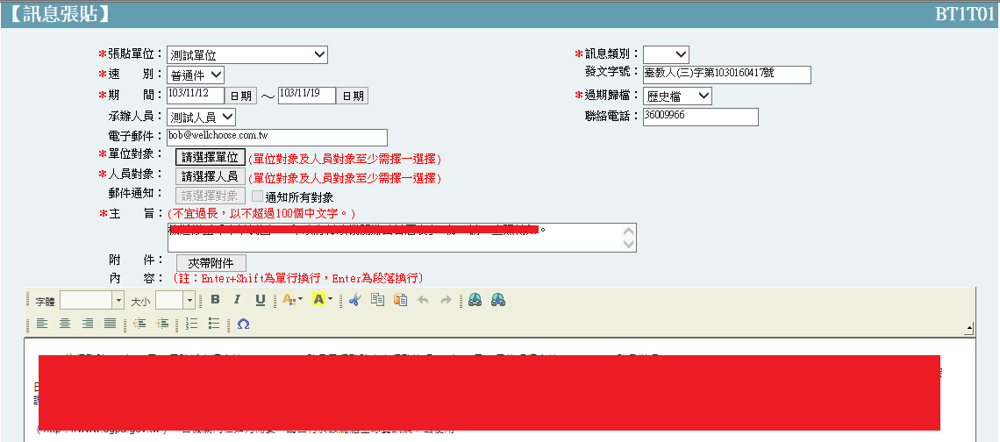 【訊息張貼】 BT1T01
*張貼單位： 測試單位 *訊息類別：
*速 別： 普通件 發文字號： 臺教人(三)字第1030160417號
*期 間： 103/11/12 日期 ～ 103/11/19 日期 *過期歸檔： 歷史檔
承辦人員： 測試人員 聯絡電話： 36009966
電子郵件： bob@wellchoose.com.tw
*單位對象： 請選擇單位 (單位對象及人員對象至少需擇一選擇)
*人員對象： 請選擇人員 (單位對象及人員對象至少需擇一選擇)
郵件通知： 請選擇對象 通知所有對象
*主 旨：(不宜過長，以不超過100個中文字。)
附 件： 夾帶附件
內 容： (註：Enter+Shift為單行換行，Enter為段落換行)
字體 大小 B I U A A